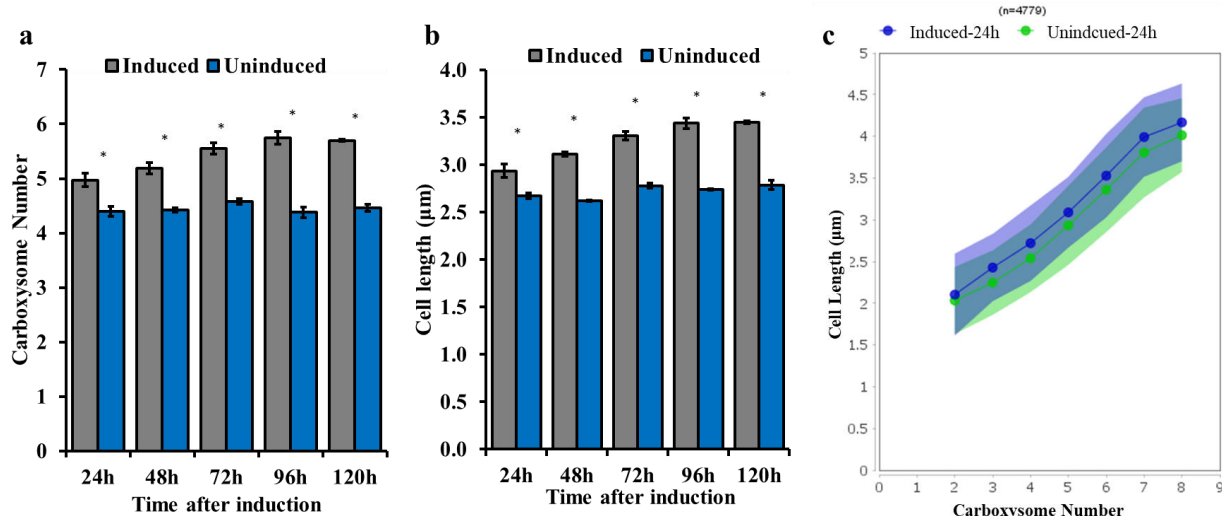 a
Induced Uninduced
Carboxysome Number
7
6
5
4
3
2
1
0
* * * * *
24h 48h 72h 96h 120h
Time after induction
b
Induced Uninduced
Cell length (µm)
4.0
3.5
3.0
2.5
2.0
1.5
1.0
0.5
0.0
* * * * *
24h 48h 72h 96h 120h
Time after induction
(n=4779)
c
Induced-24h Unindcued-24h
Cell Length (µm)
5
4.5
4
3.5
3
2.5
2
1.5
1
0.5
0
0 1 2 3 4 5 6 7 8 9
Carboxysome Number